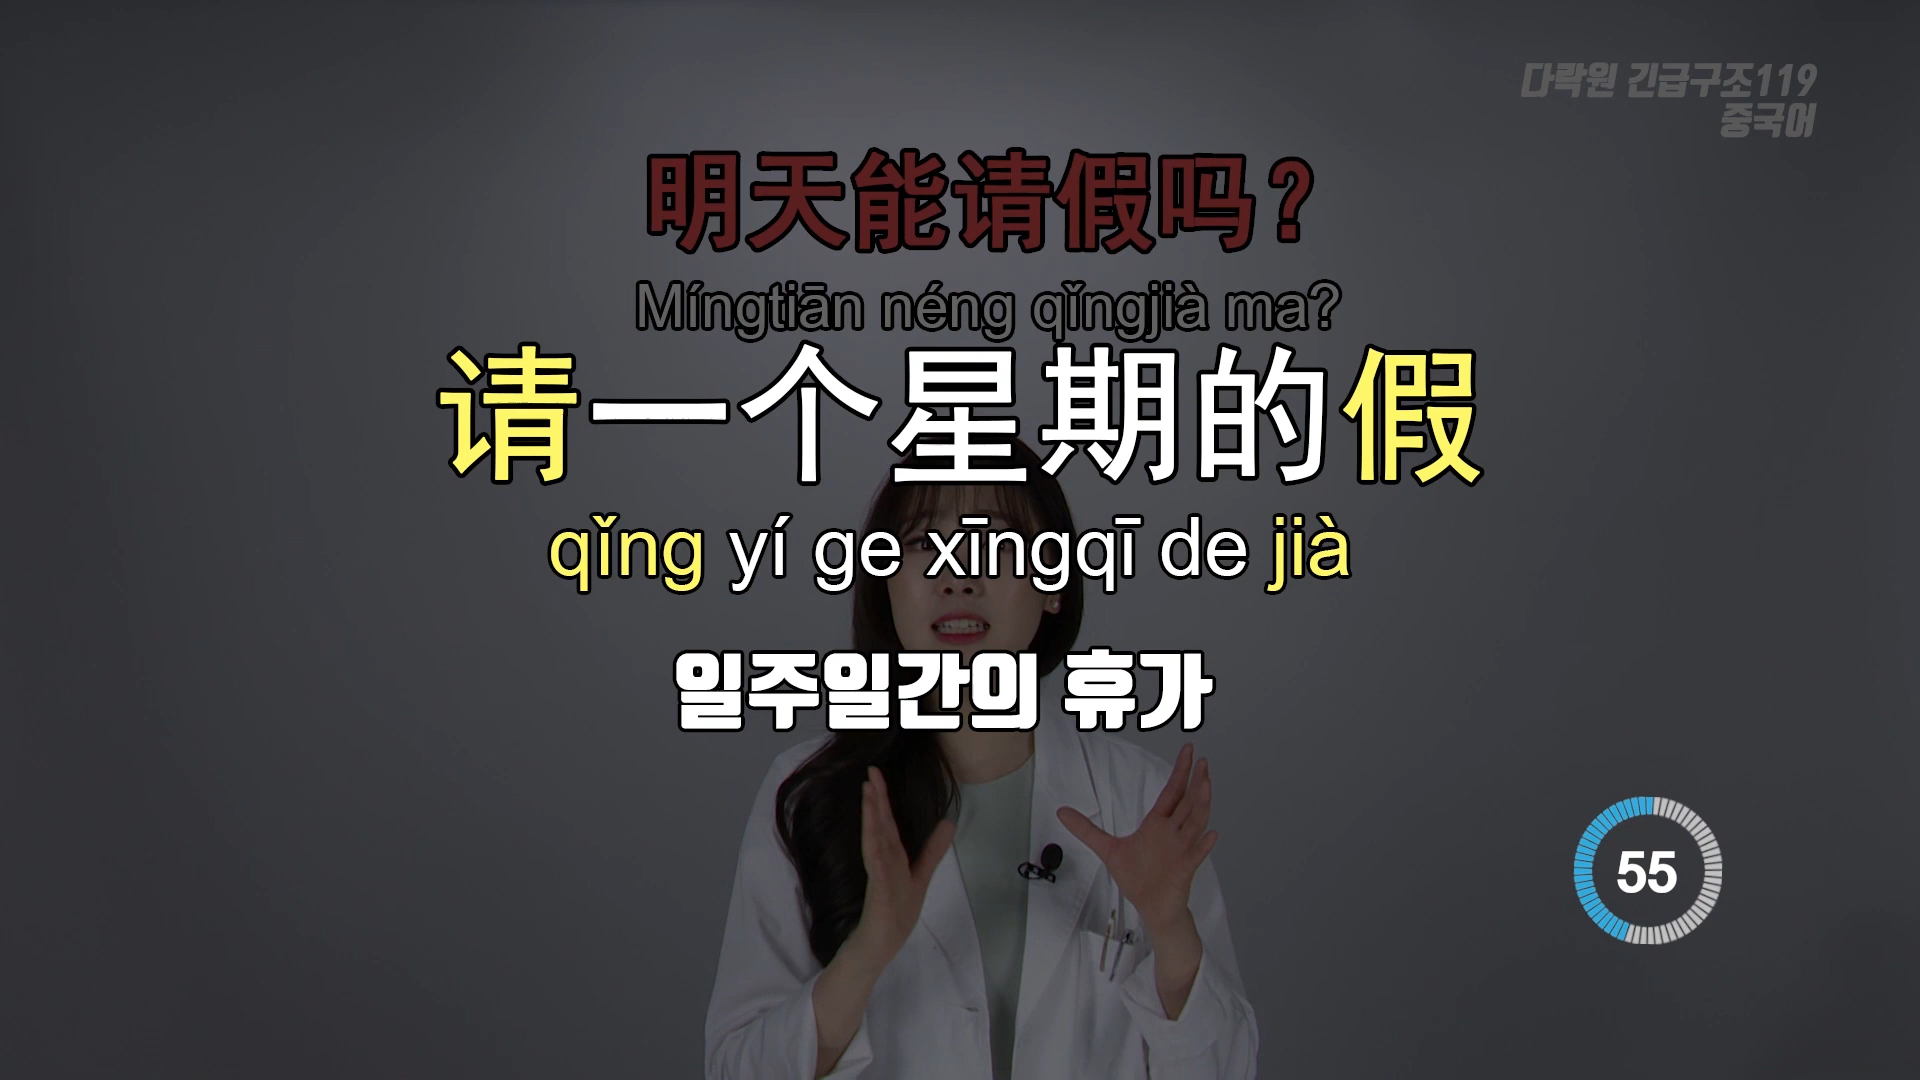 다락원 긴급구조119
중국어
明天能请假吗?
Míngtiān néng qǐngjià ma?
请一个星期的假
qǐng yí ge xīngqī de jià
일주일간의 휴가
55